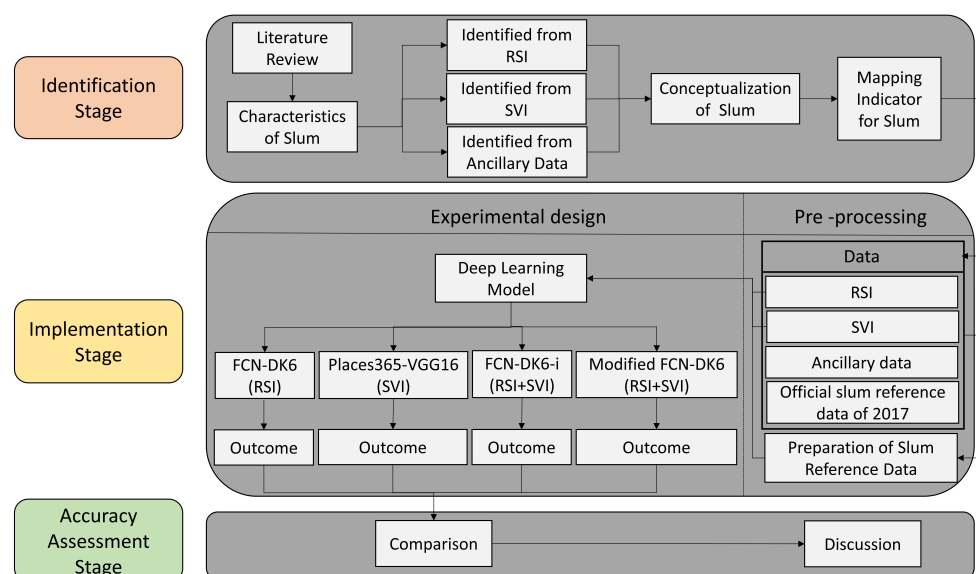 Identification
Stage
Literature
Review
Characteristics
of Slum
Identified from
RSI
Identified from
SVI
Identified from
Ancillary Data
Conceptualization
of Slum
Mapping
Indicator
for Slum
Implementation
Stage
Experimental design
Deep Learning
Model
FCN-DK6
(RSI)
Places365-VGG16
(SVI)
FCN-DK6-i
(RSI+SVI)
Modified FCN-DK6
(RSI+SVI)
Outcome
Outcome
Outcome
Outcome
Pre -processing
Data
RSI
SVI
Ancillary data
Official slum reference
data of 2017
Preparation of Slum
Reference Data
Accuracy
Assessment
Stage
Comparison
Discussion